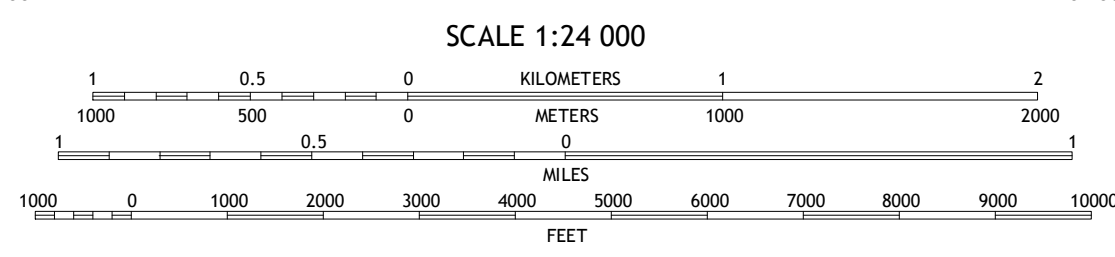 SCALE 1:24 000
1 0.5 0 KILOMETERS 1 2
1000 500 0 METERS 1000 2000
1 0.5 0 1
MILES
1000 0 1000 2000 3000 4000 5000 6000 7000 8000 9000 10000
FEET